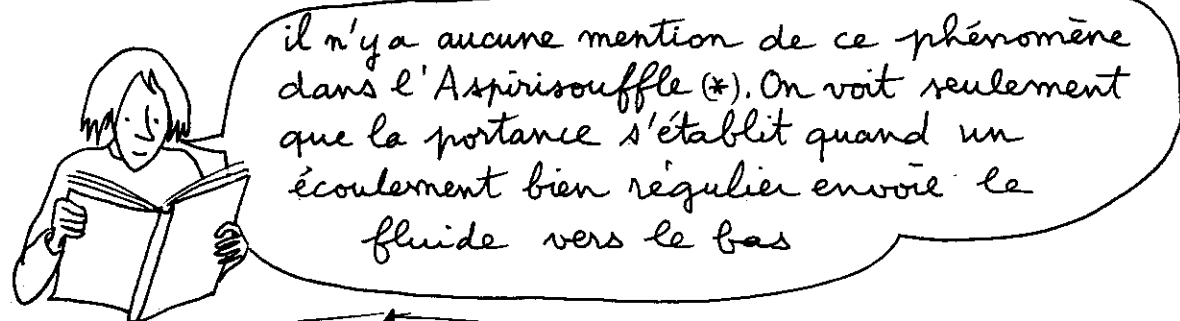 il n'y a aucune mention de ce phénomène
dans l'Aspirisouffle (*). On voit seulement
que la portance s'établit quand un
écoulement bien régulier envoie le
fluide vers le bas